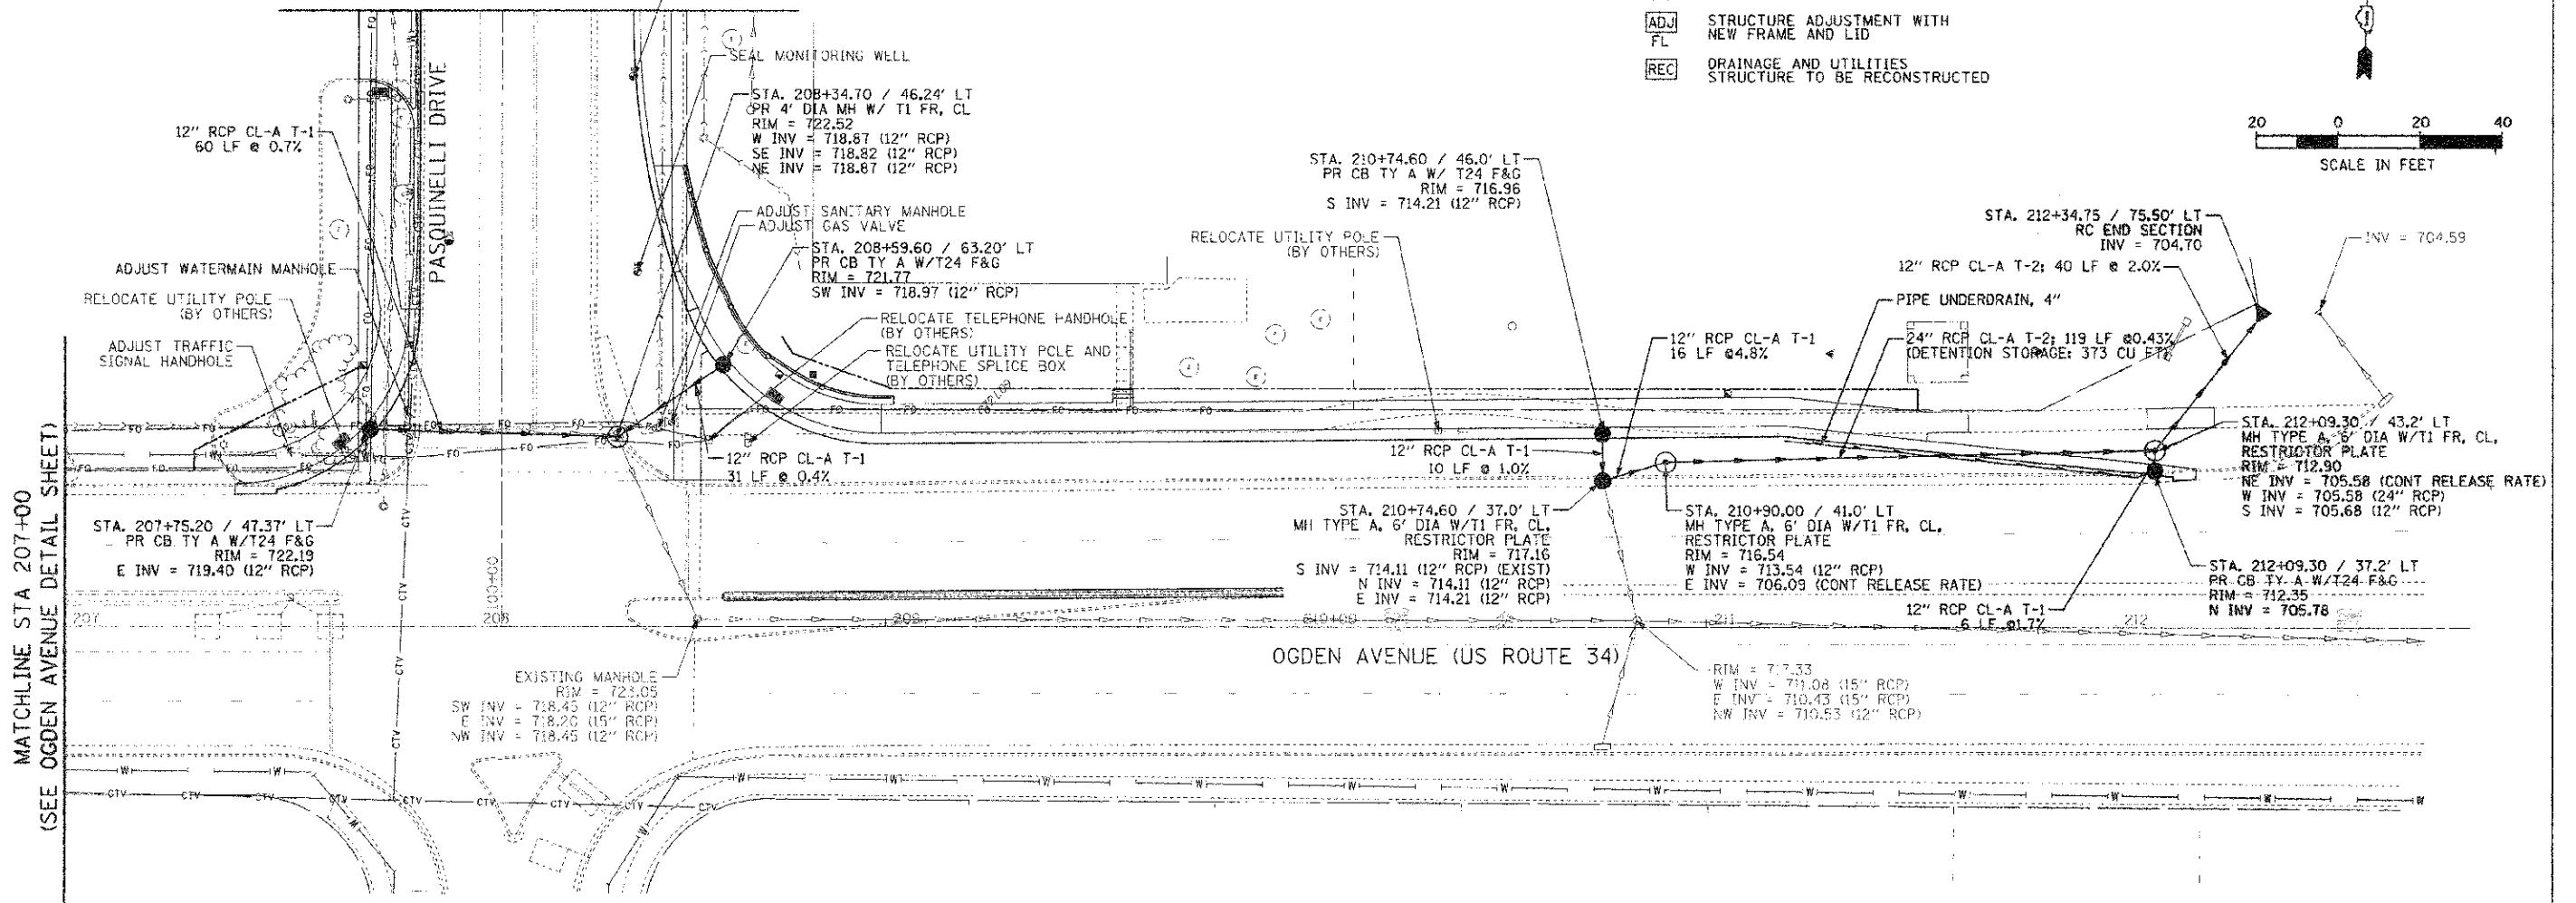 ADJ
FL
STRUCTURE ADJUSTMENT WITH
NEW FRAME AND LID
REC
DRAINAGE AND UTILITIES
STRUCTURE TO BE RECONSTRUCTED
20 0 20 40
SCALE IN FEET
SEAL MONITORING WELL
STA. 208+34.70 / 46.24' LT
PR 4' DIA MH W/ T1 FR, CL
RIM = 722.52
W INV = 718.87 (12" RCP)
SE INV = 718.82 (12" RCP)
NE INV = 718.87 (12" RCP)
12" RCP CL-A T-1
60 LF @ 0.7%
PASQUINELLI DRIVE
ADJUST SANITARY MANHOLE
ADJUST GAS VALVE
STA. 208+59.60 / 63.20' LT
PR CB TY A W/T24 F&G
RIM = 721.77
SW INV = 718.97 (12" RCP)
ADJUST WATERMAIN MANHOLE
RELOCATE UTILITY POLE
(BY OTHERS)
ADJUST TRAFFIC
SIGNAL HANDHOLE
RELOCATE TELEPHONE HANDHOLE
(BY OTHERS)
RELOCATE UTILITY POLE AND
TELEPHONE SPLICE BOX
(BY OTHERS)
STA. 210+74.60 / 46.0' LT
PR CB TY A W/ T24 F&G
RIM = 716.96
S INV = 714.21 (12" RCP)
RELOCATE UTILITY POLE
(BY OTHERS)
STA. 212+34.75 / 75.50' LT
RC END SECTION
INV = 704.70
INV = 704.59
12" RCP CL-A T-2; 40 LF @ 2.0%
PIPE UNDERDRAIN, 4"
12" RCP CL-A T-1
16 LF @4.8%
24" RCP CL-A T-2; 119 LF @0.43%
(DETENTION STORAGE: 373 CU FT)
12" RCP CL-A T-1
31 LF @ 0.4%
12" RCP CL-A T-1
10 LF @ 1.0%
STA. 212+09.30 / 43.2' LT
MH TYPE A, 6' DIA W/T1 FR, CL,
RESTRICTOR PLATE
RIM = 712.90
NE INV = 705.58 (CONT RELEASE RATE)
W INV = 705.58 (24" RCP)
S INV = 705.68 (12" RCP)
STA. 207+75.20 / 47.37' LT
PR CB TY A W/T24 F&G
RIM = 722.19
E INV = 719.40 (12" RCP)
STA. 210+74.60 / 37.0' LT
MH TYPE A, 6' DIA W/T1 FR, CL,
RESTRICTOR PLATE
RIM = 717.16
S INV = 714.11 (12" RCP) (EXIST)
N INV = 714.11 (12" RCP)
E INV = 714.21 (12" RCP)
STA. 210+90.00 / 41.0' LT
MH TYPE A, 6' DIA W/T1 FR, CL,
RESTRICTOR PLATE
RIM = 716.54
W INV = 713.54 (12" RCP)
E INV = 706.09 (CONT RELEASE RATE)
STA. 212+09.30 / 37.2' LT
PR CB TY A W/T24 F&G
RIM = 712.35
N INV = 705.78
12" RCP CL-A T-1
6 LF @1.7%
MATCHLINE STA 207+00
(SEE OGDEN AVENUE DETAIL SHEET)
207
208
209
211
212
OGDEN AVENUE (US ROUTE 34)
EXISTING MANHOLE
RIM = 723.05
SW INV = 718.45 (12" RCP)
E INV = 718.20 (15" RCP)
NW INV = 718.45 (12" RCP)
RIM = 717.33
W INV = 711.08 (15" RCP)
E INV = 710.43 (15" RCP)
NW INV = 710.53 (12" RCP)